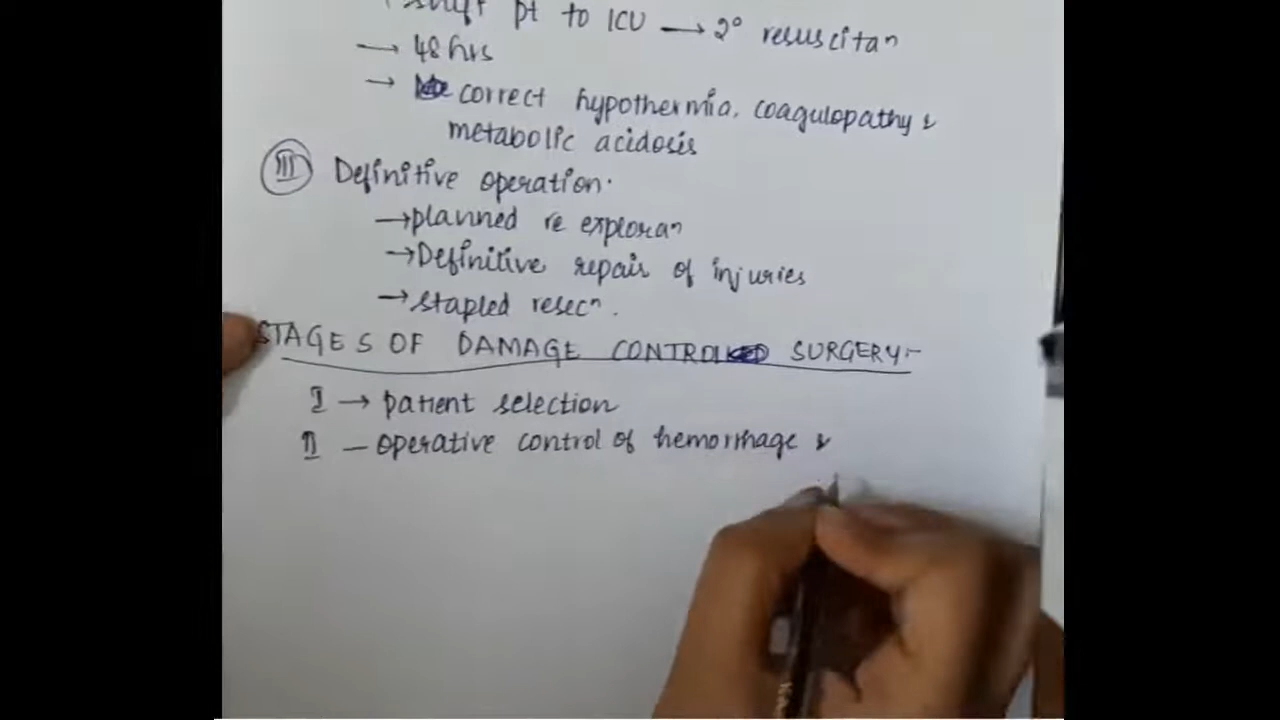 shift pt to ICU → 2° resuscitaⁿ
→ 48 hrs
→ correct hypothermia, coagulopathy &
metabolic acidosis
III Definitive operation.
→ planned re exploraⁿ
→ Definitive repair of injuries
→ stapled resecⁿ.
STAGES OF DAMAGE CONTROL SURGERY:-
I → patient selection
II — operative control of hemorrhage &